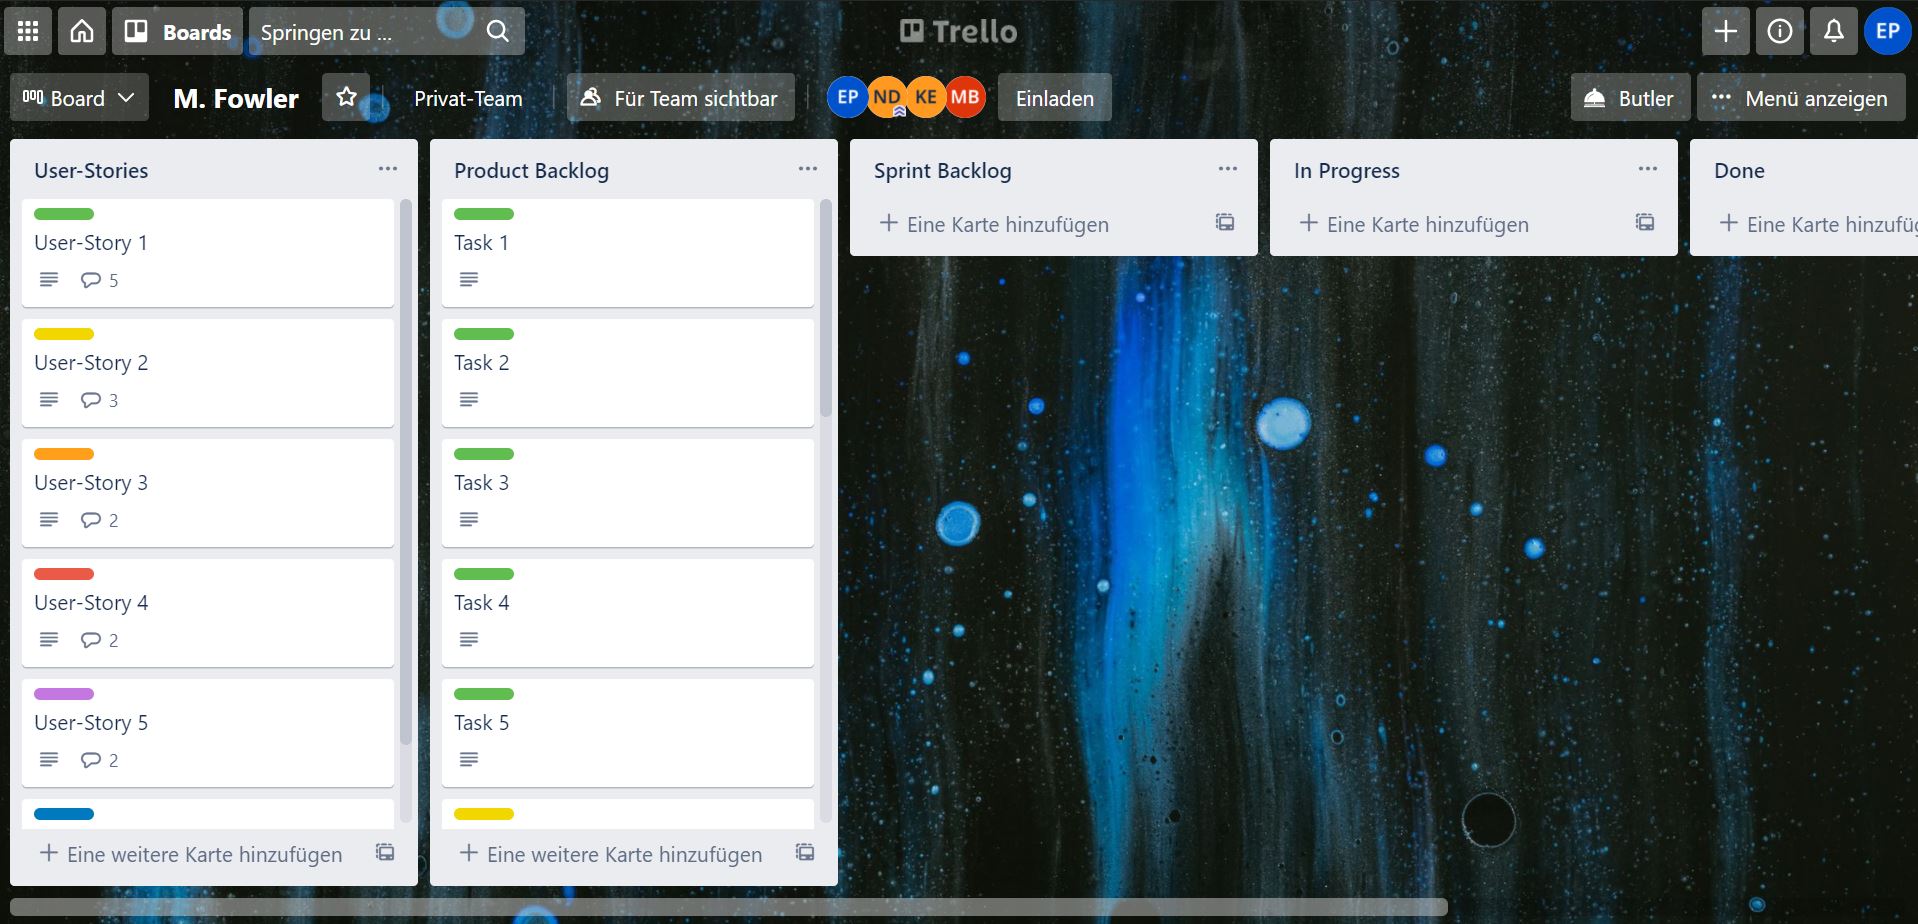 Boards
Springen zu ...
Trello
EP
Board
M. Fowler
Privat-Team
Für Team sichtbar
EP
ND
KE
MB
Einladen
Butler
Menü anzeigen
User-Stories
User-Story 1
5
User-Story 2
3
User-Story 3
2
User-Story 4
2
User-Story 5
2
Eine weitere Karte hinzufügen
Product Backlog
Task 1
Task 2
Task 3
Task 4
Task 5
Eine weitere Karte hinzufügen
Sprint Backlog
Eine Karte hinzufügen
In Progress
Eine Karte hinzufügen
Done
Eine Karte hinzufüg